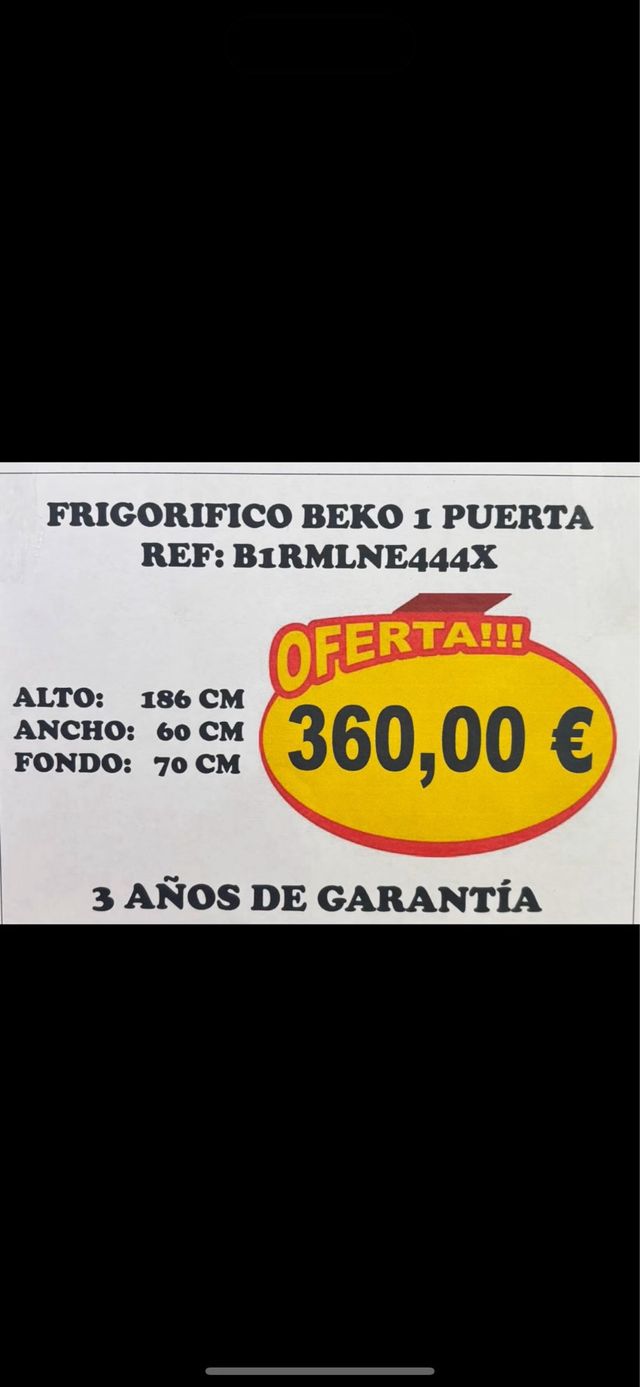 FRIGORIFICO BEKO 1 PUERTA
REF: B1RMLNE444X
OFERTA!!!
ALTO: 186 CM
ANCHO: 60 CM
FONDO: 70 CM
360,00 €
3 AÑOS DE GARANTÍA